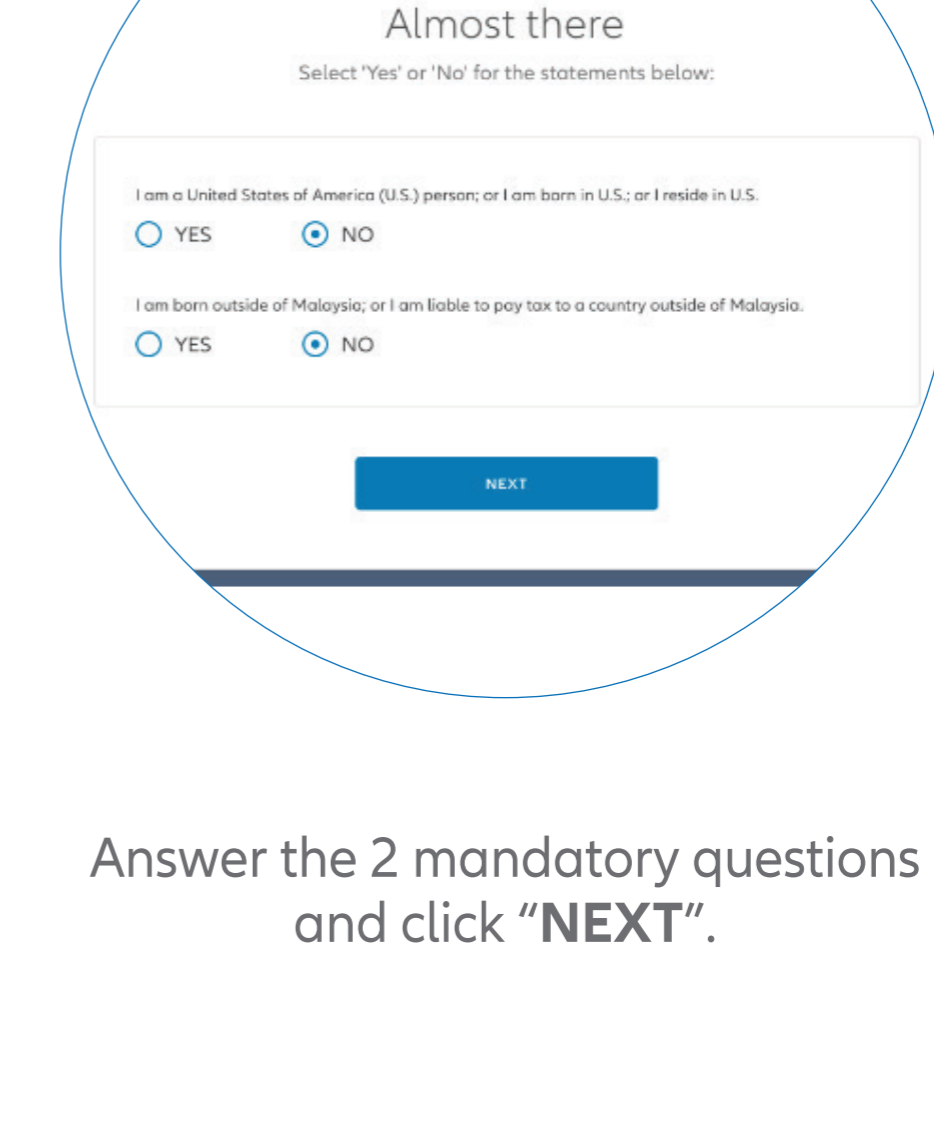 Almost there
Select 'Yes' or 'No' for the statements below:
I am a United States of America (U.S.) person; or I am born in U.S.; or I reside in U.S.
YES NO
I am born outside of Malaysia; or I am liable to pay tax to a country outside of Malaysia.
YES NO
NEXT
Answer the 2 mandatory questions
and click “NEXT”.